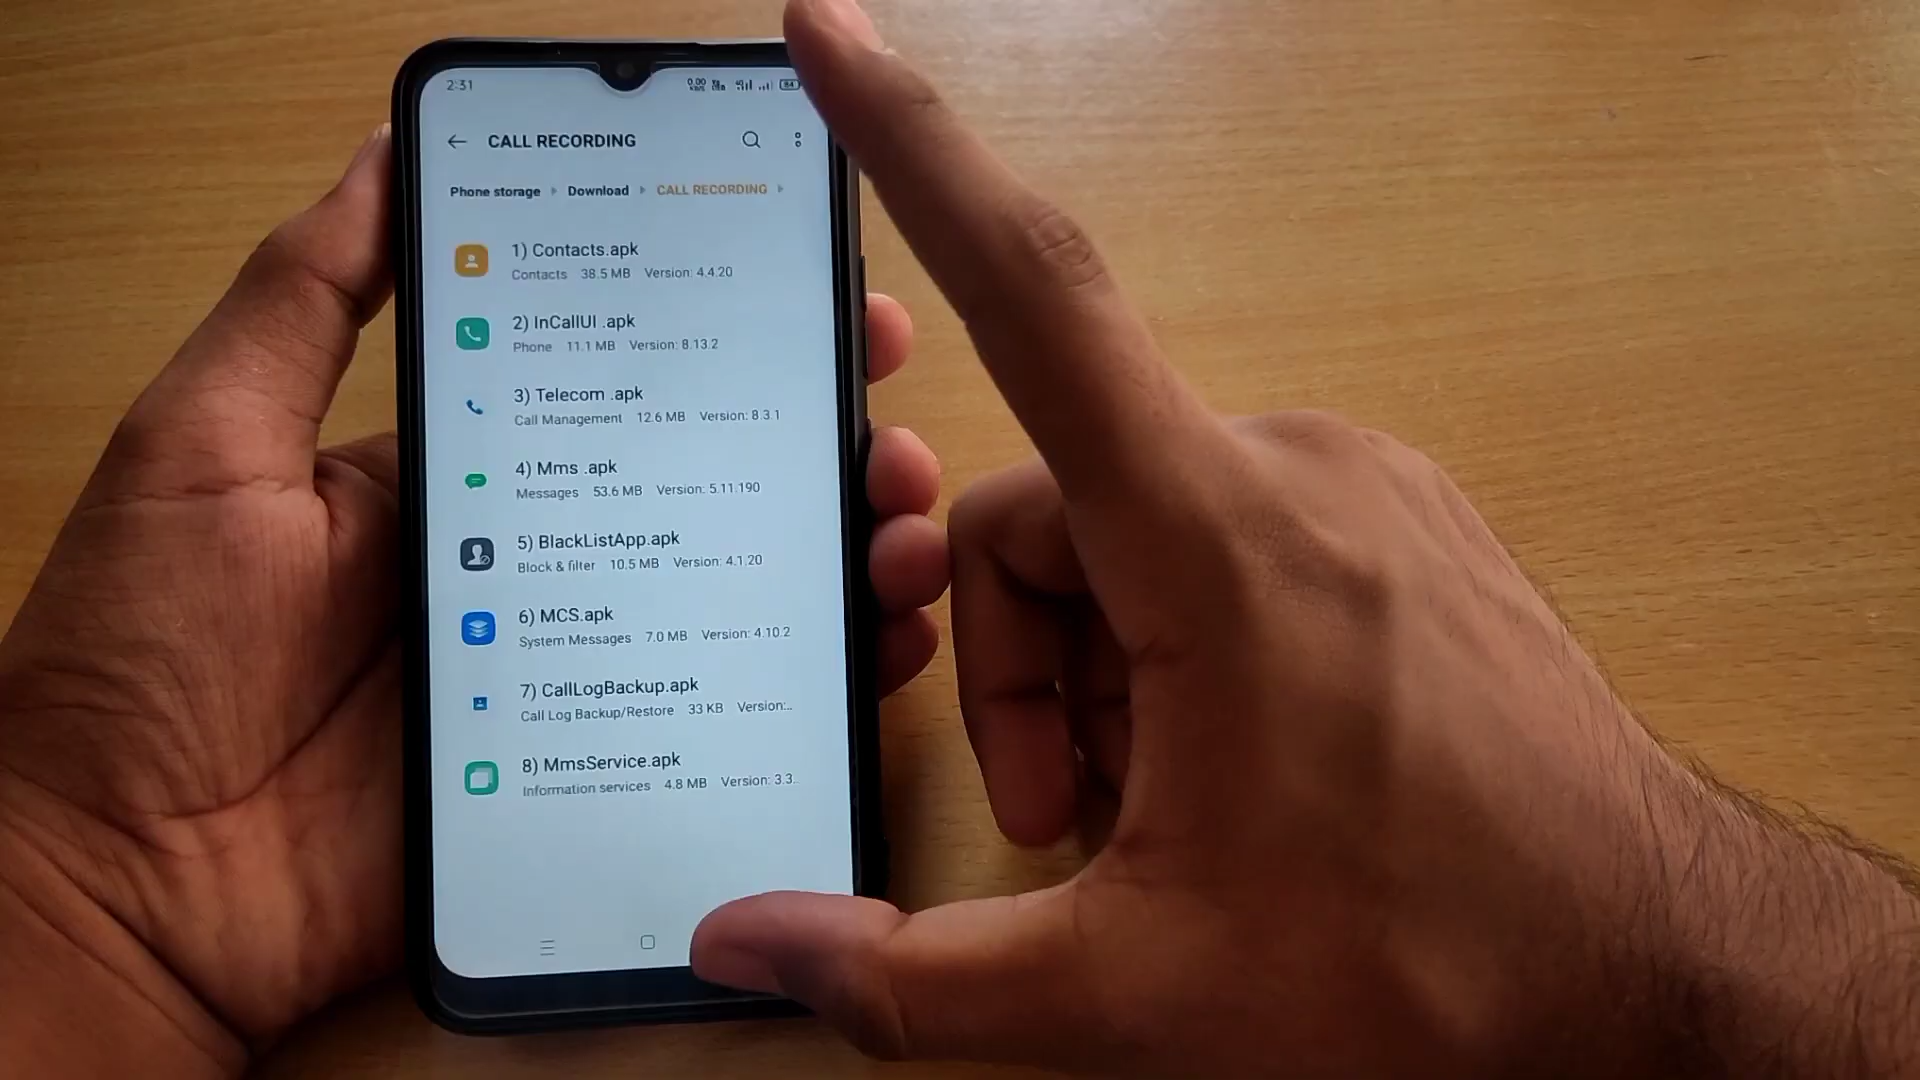 2:31 0.00 KB/S 84
CALL RECORDING
Phone storage Download CALL RECORDING
1) Contacts.apk
Contacts 38.5 MB Version: 4.4.20
2) InCallUI .apk
Phone 11.1 MB Version: 8.13.2
3) Telecom .apk
Call Management 12.6 MB Version: 8.3.1
4) Mms .apk
Messages 53.6 MB Version: 5.11.190
5) BlackListApp.apk
Block & filter 10.5 MB Version: 4.1.20
6) MCS.apk
System Messages 7.0 MB Version: 4.10.2
7) CallLogBackup.apk
Call Log Backup/Restore 33 KB Version:..
8) MmsService.apk
Information services 4.8 MB Version: 3.3..